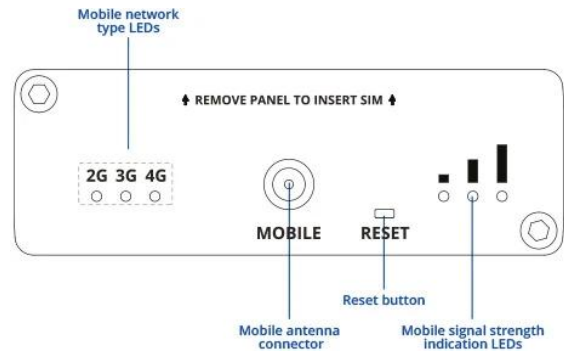 Mobile network
type LEDs
REMOVE PANEL TO INSERT SIM
2G 3G 4G
MOBILE
RESET
Reset button
Mobile antenna
connector
Mobile signal strength
indication LEDs